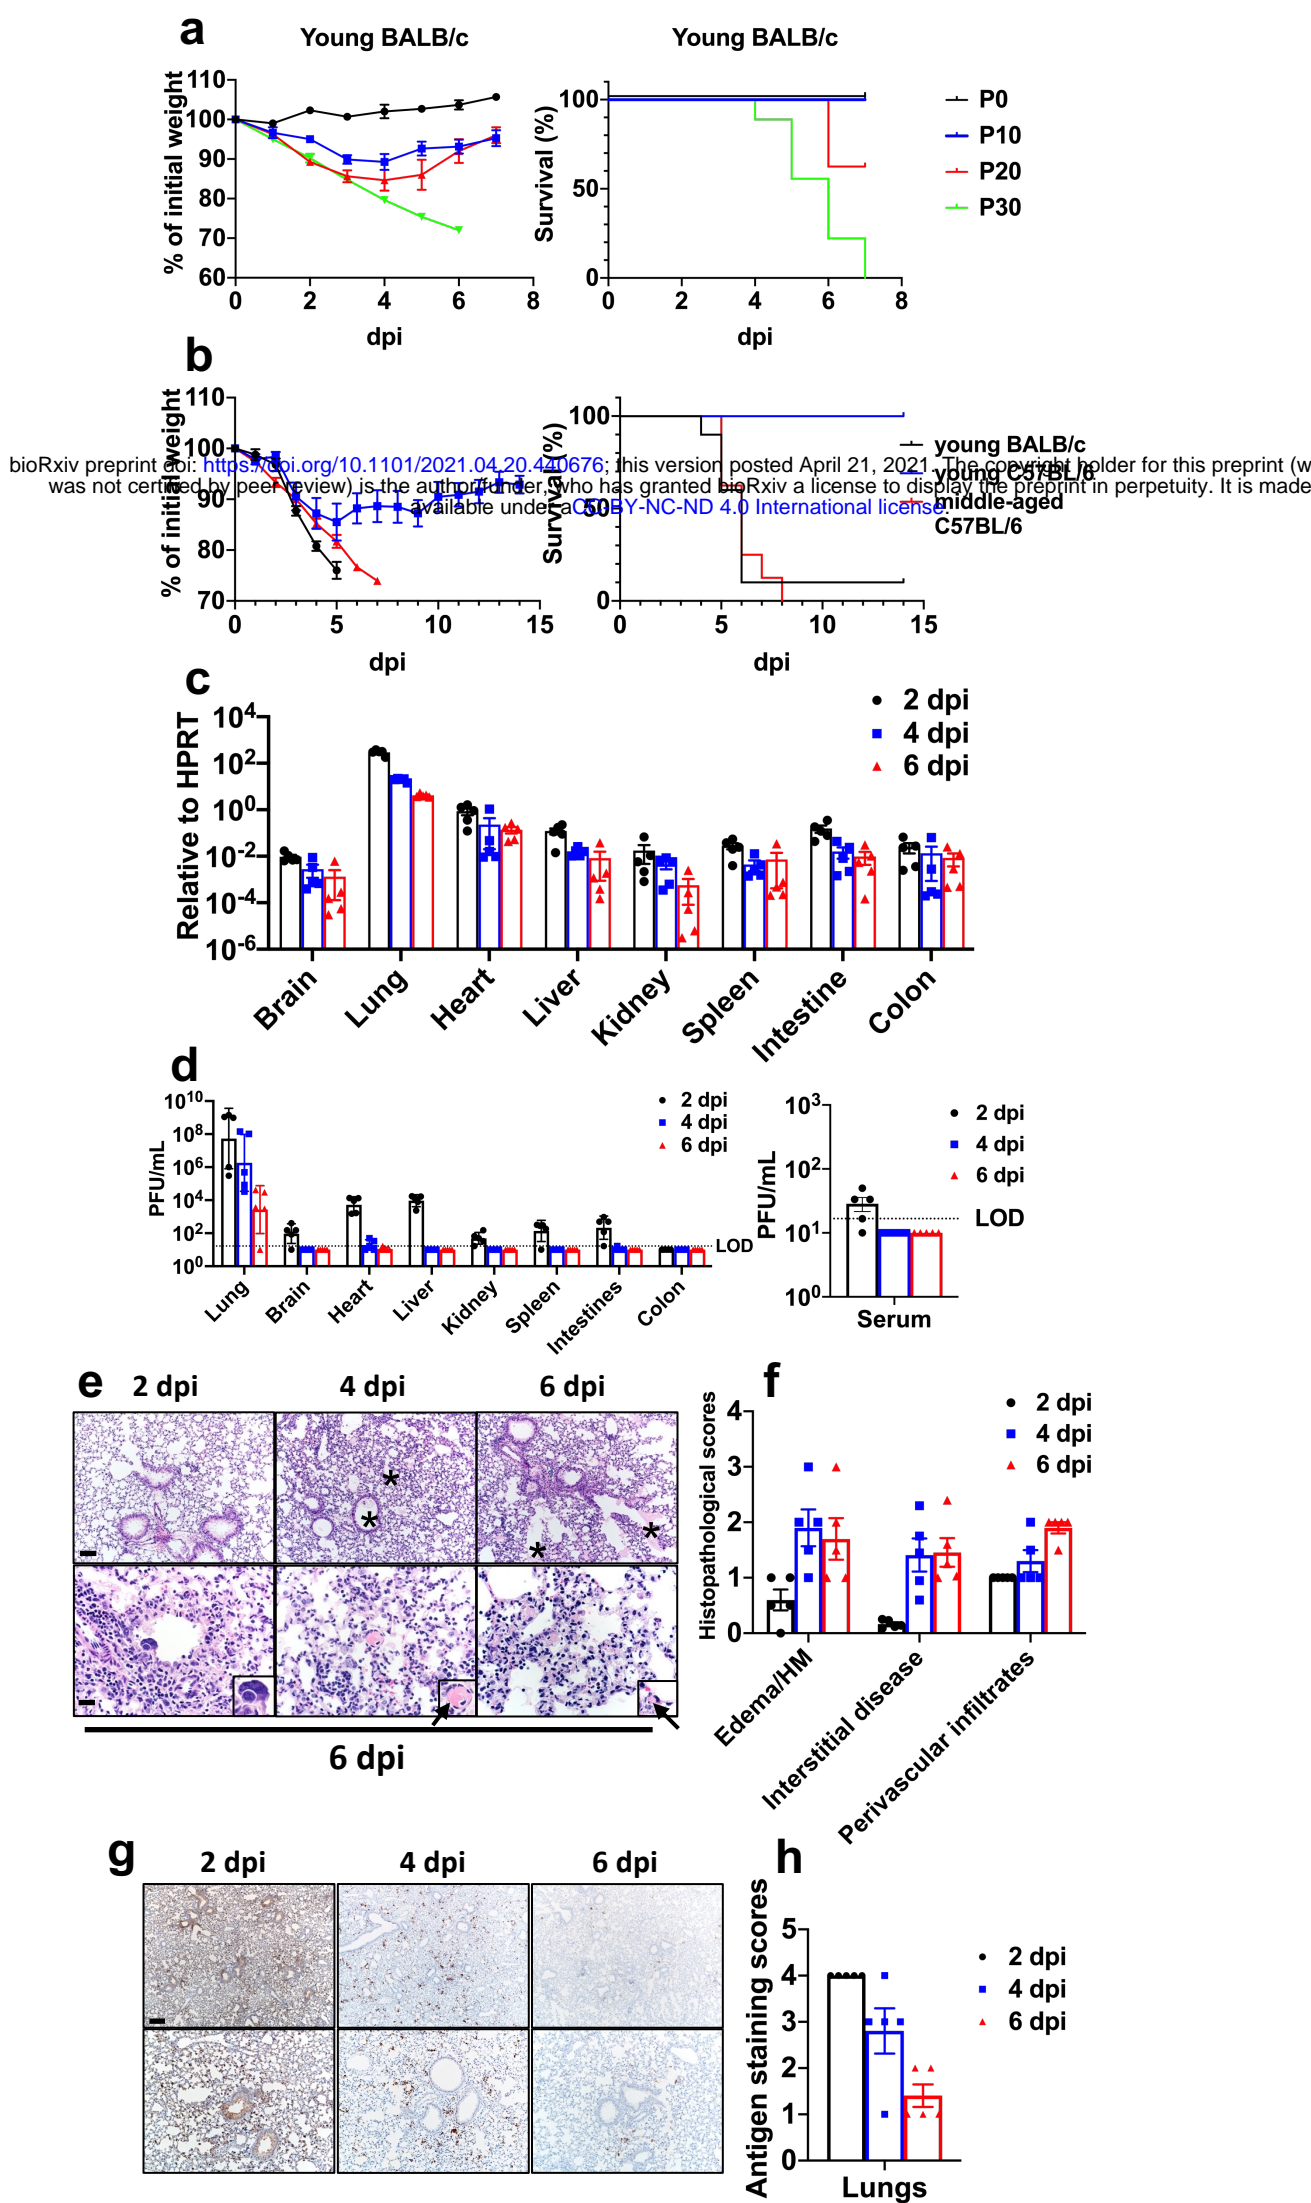 a
Young BALB/c
Young BALB/c
% of initial weight
110
100
90
80
70
60
0 2 4 6 8
dpi
Survival (%)
100
50
0
0 2 4 6 8
dpi
P0
P10
P20
P30
b
% of initial weight
110
100
90
80
70
0 5 10 15
dpi
Survival (%)
100
50
0
0 5 10 15
dpi
young BALB/c
young C57BL/6
middle-aged
C57BL/6
bioRxiv preprint doi: https://doi.org/10.1101/2021.04.20.440676; this version posted April 21, 2021. The copyright holder for this preprint (w
was not certified by peer review) is the author/funder, who has granted bioRxiv a license to display the preprint in perpetuity. It is made
available under aCC-BY-NC-ND 4.0 International license.
c
Relative to HPRT
10^4
10^2
10^0
10^-2
10^-4
10^-6
2 dpi
4 dpi
6 dpi
Brain Lung Heart Liver Kidney Spleen Intestine Colon
d
PFU/mL
10^10
10^8
10^6
10^4
10^2
10^0
2 dpi
4 dpi
6 dpi
LOD
Lung Brain Heart Liver Kidney Spleen Intestines Colon
PFU/mL
10^3
10^2
10^1
10^0
2 dpi
4 dpi
6 dpi
LOD
Serum
e
2 dpi 4 dpi 6 dpi
*
*
*
*
6 dpi
f
Histopathological scores
4
3
2
1
0
2 dpi
4 dpi
6 dpi
Edema/HM Interstitial disease Perivascular infiltrates
g
2 dpi 4 dpi 6 dpi
h
Antigen staining scores
5
4
3
2
1
0
2 dpi
4 dpi
6 dpi
Lungs